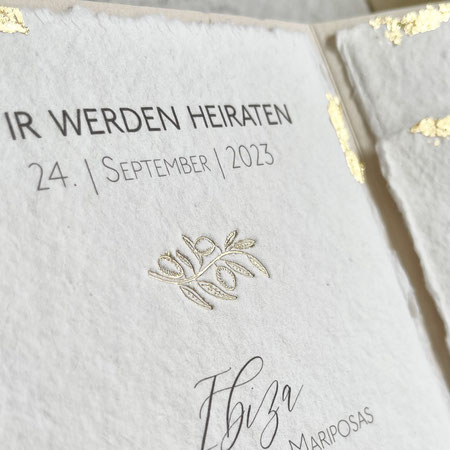 IR WERDEN HEIRATEN
24. | SEPTEMBER | 2023
Ibiza
MARIPOSAS